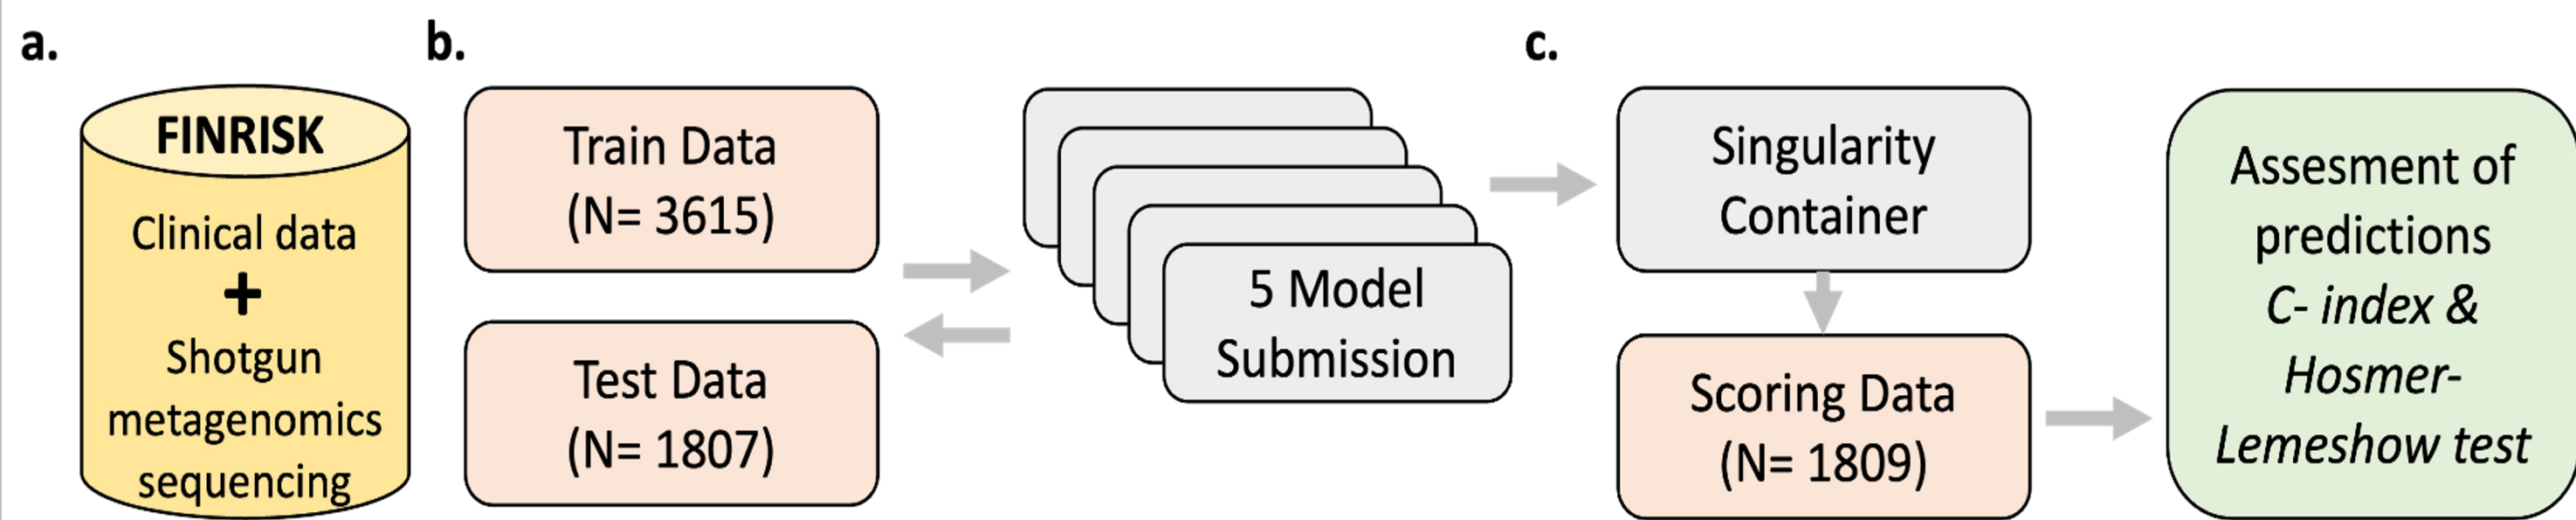 a.
FINRISK
Clinical data
+
Shotgun
metagenomics
sequencing
b.
Train Data
(N= 3615)
Test Data
(N= 1807)
5 Model
Submission
c.
Singularity
Container
Scoring Data
(N= 1809)
Assesment of
predictions
C- index &
Hosmer-
Lemeshow test